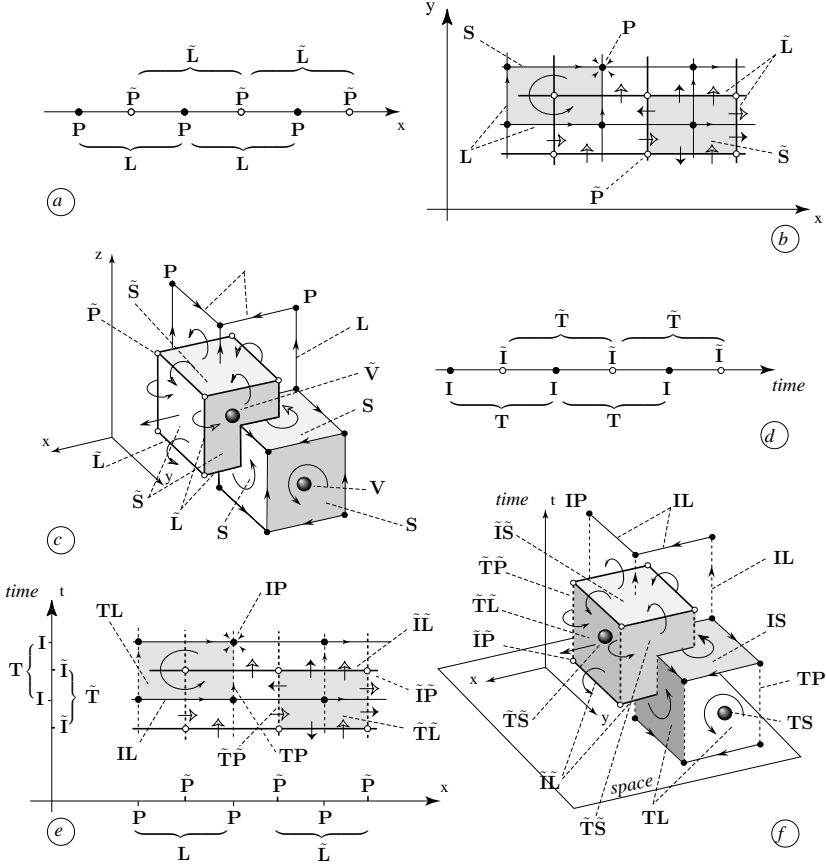 L̃ L̃
P̃ P̃ P̃
P P P x
L L
a
y
S P L̃
L S̃
P̃
x
b
z
P
S̃
P̃ P
L
Ṽ
S
x
L̃ y
S̃ V
L̃ S S
c
T̃ T̃
Ĩ Ĩ Ĩ
I I I time
T T
d
time t
TL IP
I ĨL̃
T Ĩ T̃ ĨP̃
I
Ĩ T̃L̃
IL T̃P̃ TP
P̃ P̃ P̃ x
P P P
L L̃
e
time t IP IL
ĨS̃
T̃P̃ IL
T̃L̃ IS
ĨP̃
x TP
T̃S̃ y TS
ĨL̃ space
T̃S̃ TL
f